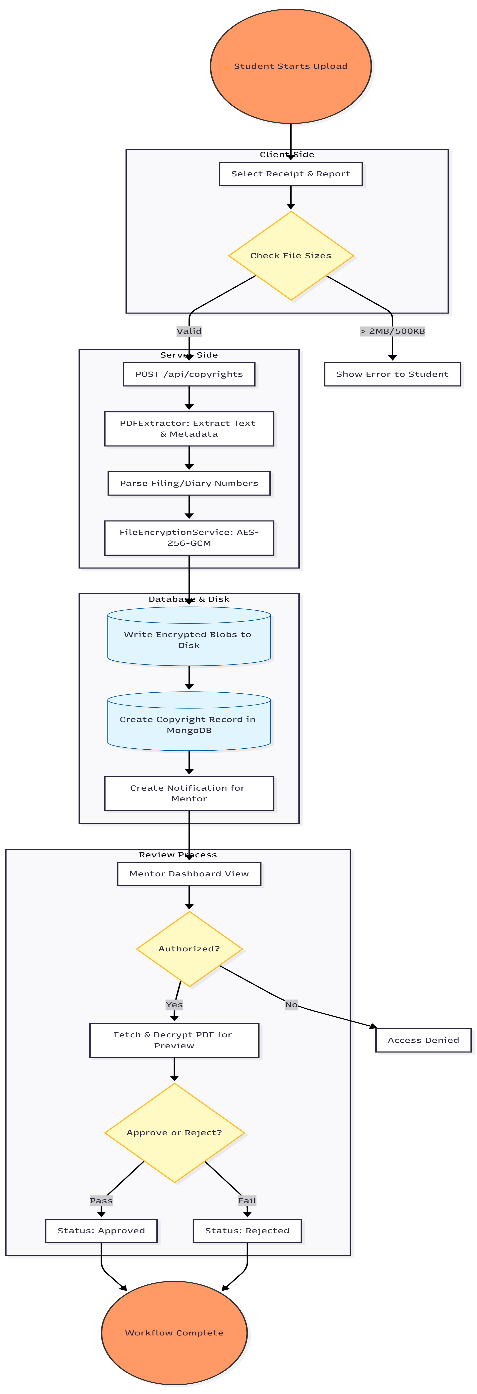 Student Starts Upload
Client Side
Select Receipt & Report
Check File Sizes
Valid
> 2MB/500KB
Server Side
POST /api/copyrights
Show Error to Student
PDFExtractor: Extract Text
& Metadata
Parse Filing/Diary Numbers
FileEncryptionService: AES-
256-GCM
Database & Disk
Write Encrypted Blobs to
Disk
Create Copyright Record in
MongoDB
Create Notification for
Mentor
Review Process
Mentor Dashboard View
Authorized?
Yes
No
Fetch & Decrypt PDF for
Preview
Access Denied
Approve or Reject?
Pass
Fail
Status: Approved
Status: Rejected
Workflow Complete